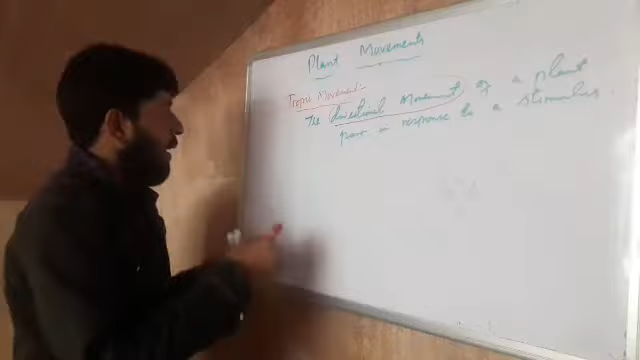 Plant Movements
Tropic Movement:-
The directional Movement of a plant
part in response to a stimulus.